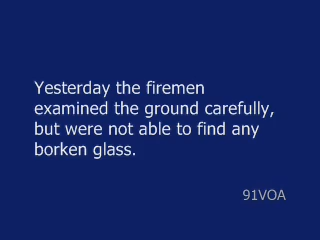 Yesterday the firemen
examined the ground carefully,
but were not able to find any
borken glass.
91VOA